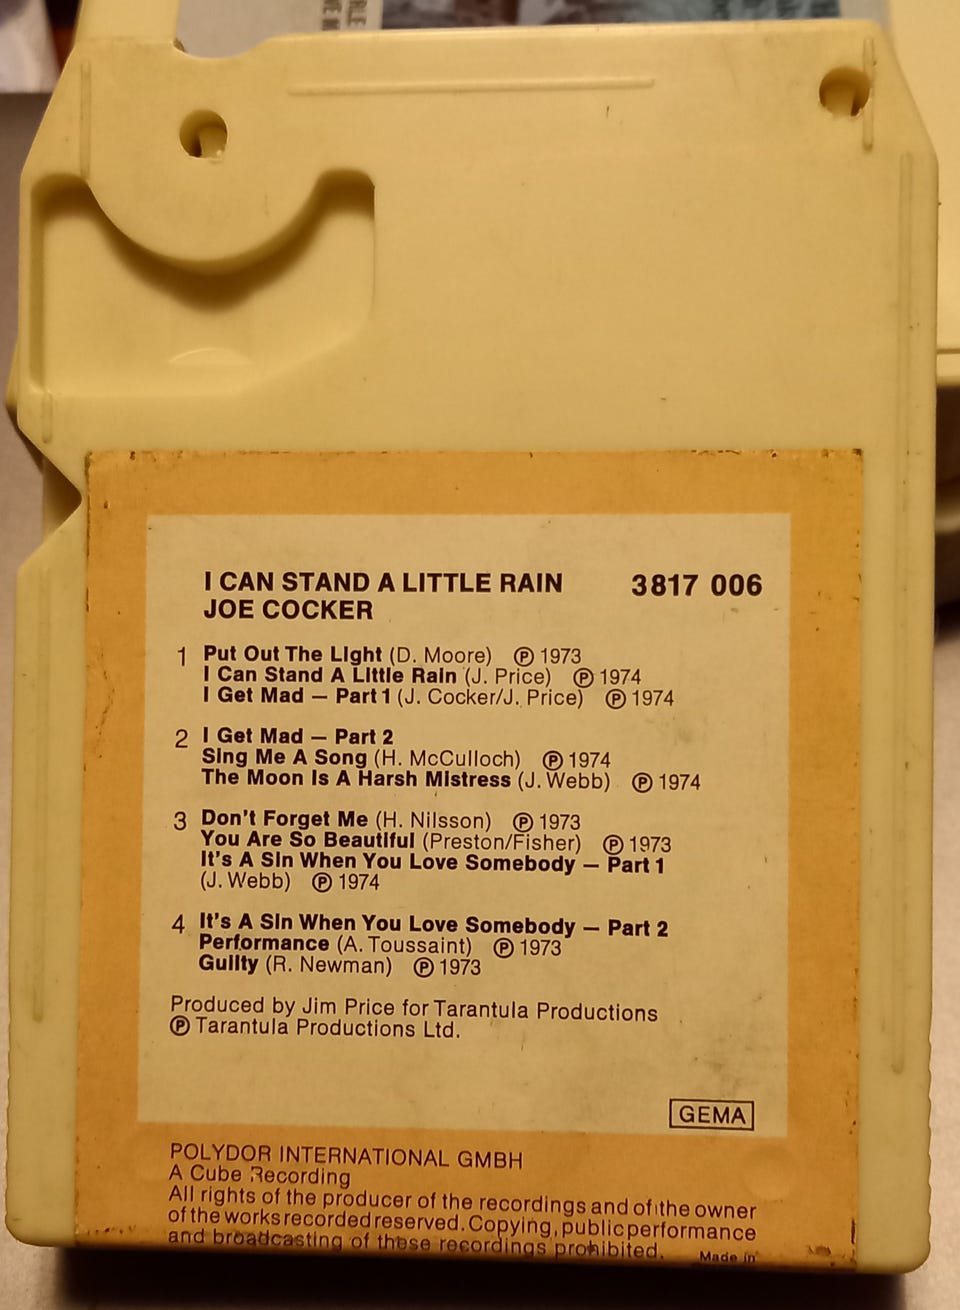 I CAN STAND A LITTLE RAIN 3817 006
JOE COCKER
1 Put Out The Light (D. Moore) ℗ 1973
I Can Stand A Little Rain (J. Price) ℗ 1974
I Get Mad – Part 1 (J. Cocker/J. Price) ℗ 1974
2 I Get Mad – Part 2
Sing Me A Song (H. McCulloch) ℗ 1974
The Moon Is A Harsh Mistress (J. Webb) ℗ 1974
3 Don't Forget Me (H. Nilsson) ℗ 1973
You Are So Beautiful (Preston/Fisher) ℗ 1973
It's A Sin When You Love Somebody – Part 1
(J. Webb) ℗ 1974
4 It's A Sin When You Love Somebody – Part 2
Performance (A. Toussaint) ℗ 1973
Guilty (R. Newman) ℗ 1973
Produced by Jim Price for Tarantula Productions
℗ Tarantula Productions Ltd.
GEMA
POLYDOR INTERNATIONAL GMBH
A Cube Recording
All rights of the producer of the recordings and of the owner
of the works recorded reserved. Copying, public performance
and broadcasting of these recordings prohibited. Made in